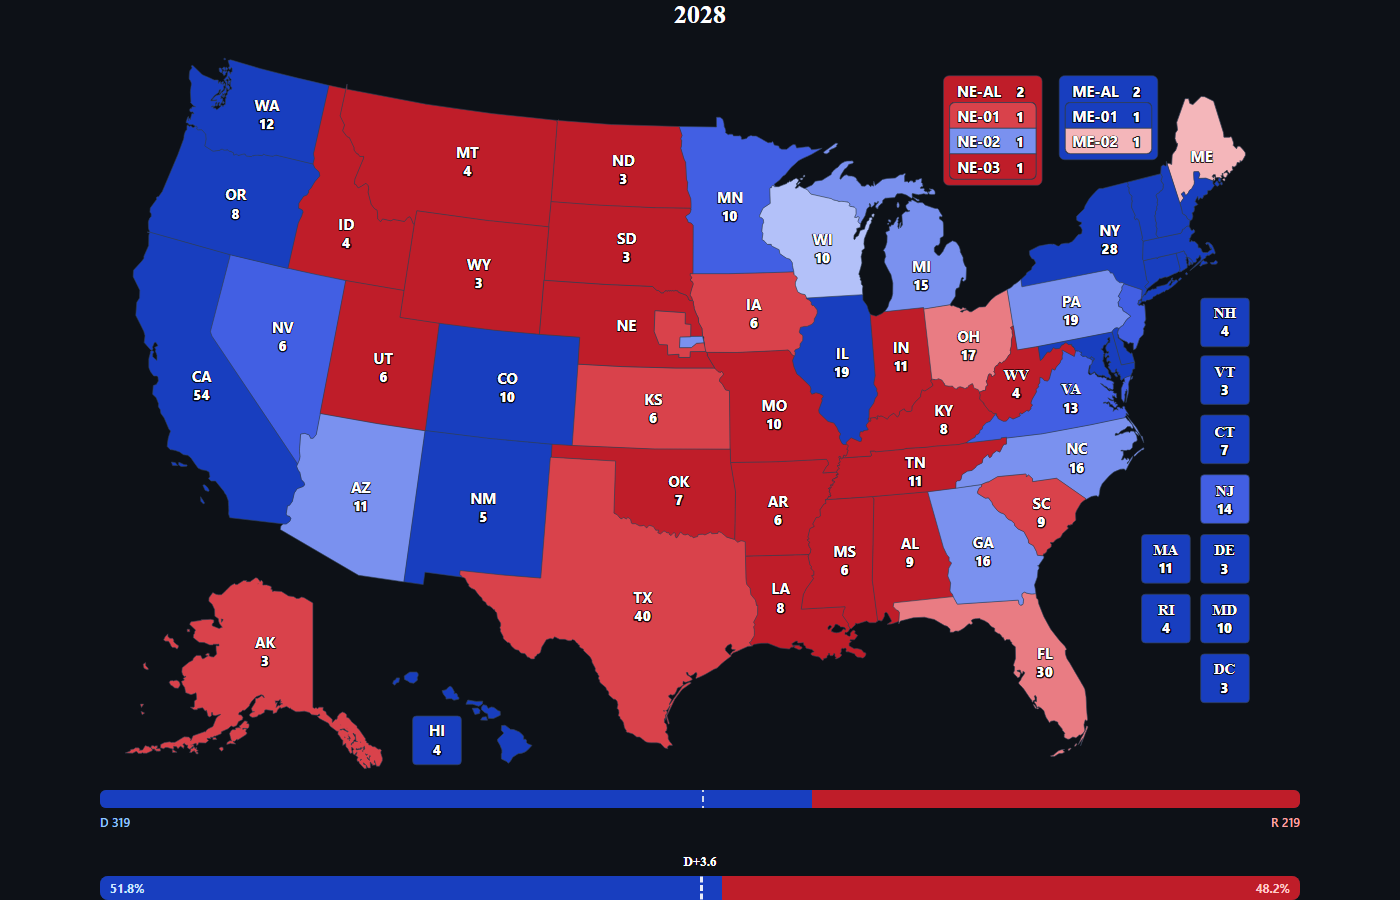 2028
WA
12
OR
8
CA
54
NV
6
ID
4
MT
4
WY
3
UT
6
AZ
11
CO
10
NM
5
ND
3
SD
3
NE
KS
6
OK
7
TX
40
MN
10
IA
6
MO
10
AR
6
LA
8
WI
10
IL
19
MI
15
IN
11
OH
17
KY
8
TN
11
MS
6
AL
9
GA
16
FL
30
SC
9
NC
16
VA
13
WV
4
PA
19
NY
28
ME
AK
3
HI
4
NE-AL 2
NE-01 1
NE-02 1
NE-03 1
ME-AL 2
ME-01 1
ME-02 1
NH
4
VT
3
CT
7
NJ
14
MA
11
DE
3
RI
4
MD
10
DC
3
D 319
R 219
D+3.6
51.8%
48.2%